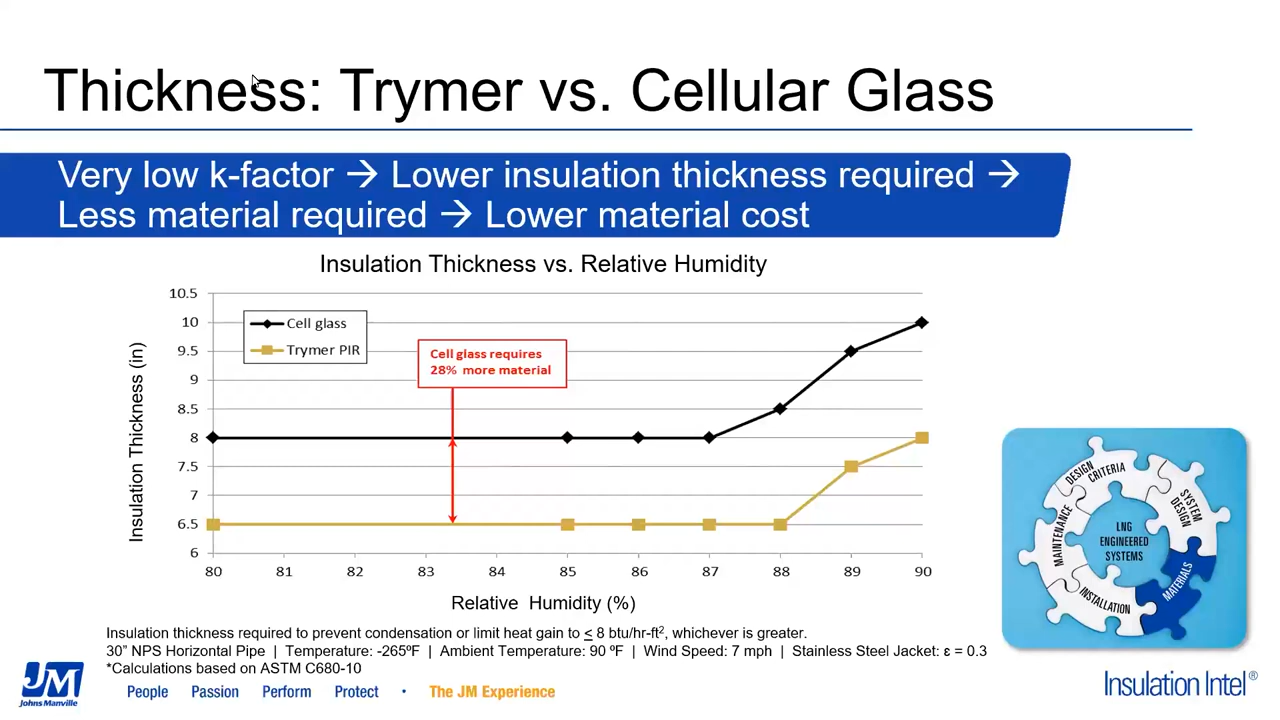 Thickness: Trymer vs. Cellular Glass
Very low k-factor → Lower insulation thickness required →
Less material required → Lower material cost
Insulation Thickness vs. Relative Humidity
10.5
10
9.5
9
8.5
8
7.5
7
6.5
6
Insulation Thickness (in)
Cell glass
Trymer PIR
Cell glass requires
28% more material
80 81 82 83 84 85 86 87 88 89 90
Relative Humidity (%)
DESIGN
CRITERIA
SYSTEM
DESIGN
MATERIALS
INSTALLATION
MAINTENANCE
LNG
ENGINEERED
SYSTEMS
Insulation thickness required to prevent condensation or limit heat gain to ≤ 8 btu/hr-ft², whichever is greater.
30” NPS Horizontal Pipe | Temperature: -265ºF | Ambient Temperature: 90 ºF | Wind Speed: 7 mph | Stainless Steel Jacket: ε = 0.3
*Calculations based on ASTM C680-10
JM
Johns Manville
People Passion Perform Protect • The JM Experience
Insulation Intel®